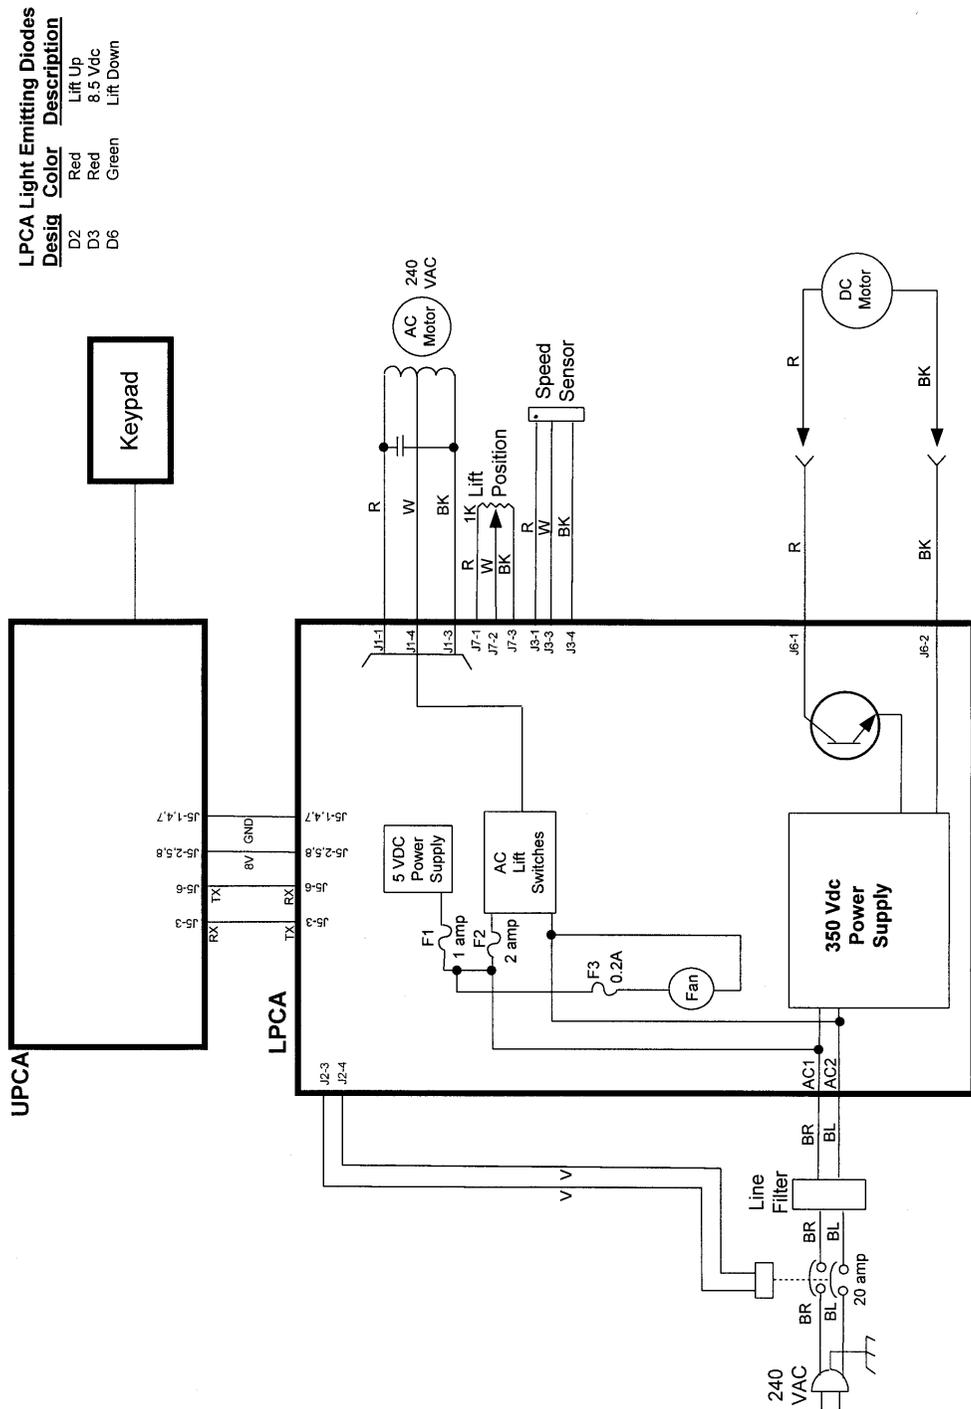 LPCA Light Emitting Diodes
Desig Color Description
D2 Red Lift Up
D3 Red 8.5 Vdc
D6 Green Lift Down
Keypad
UPCA
J5-3
J5-6
J5-2,5,8
J5-1,4,7
RX
TX
8V
GND
TX
RX
J5-3
J5-6
J5-2,5,8
J5-1,4,7
LPCA
J2-3
J2-4
V
V
5 VDC
Power
Supply
F1
1 amp
F2
2 amp
AC
Lift
Switches
F3
0.2A
Fan
350 Vdc
Power
Supply
AC1
AC2
J1-1
J1-4
J1-3
J7-1
J7-2
J7-3
J3-1
J3-3
J3-4
J6-1
J6-2
R
W
BK
AC
Motor
240
VAC
R
W
BK
1K
Lift
Position
R
W
BK
Speed
Sensor
R
BK
R
BK
DC
Motor
240
VAC
BR
BL
20 amp
BR
BL
Line
Filter
BR
BL